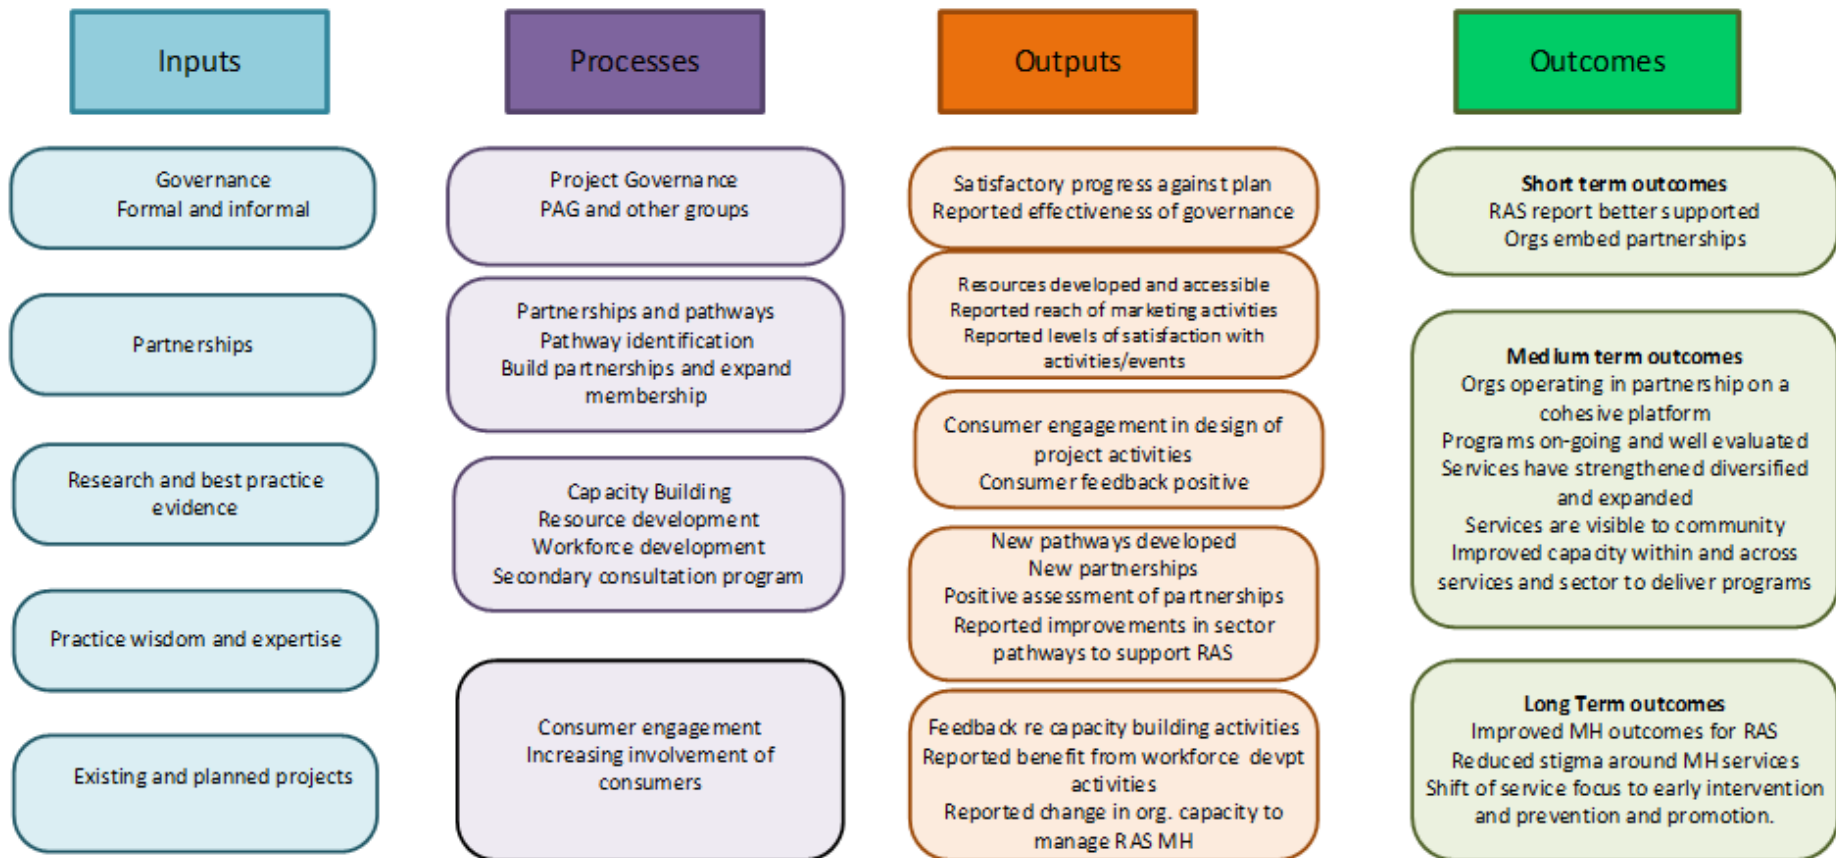 Inputs
Processes
Outputs
Outcomes
Governance
Formal and informal
Partnerships
Research and best practice
evidence
Practice wisdom and expertise
Existing and planned projects
Project Governance
PAG and other groups
Partnerships and pathways
Pathway identification
Build partnerships and expand
membership
Capacity Building
Resource development
Workforce development
Secondary consultation program
Consumer engagement
Increasing involvement of
consumers
Satisfactory progress against plan
Reported effectiveness of governance
Resources developed and accessible
Reported reach of marketing activities
Reported levels of satisfaction with
activities/events
Consumer engagement in design of
project activities
Consumer feedback positive
New pathways developed
New partnerships
Positive assessment of partnerships
Reported improvements in sector
pathways to support RAS
Feedback re capacity building activities
Reported benefit from workforce devpt
activities
Reported change in org. capacity to
manage RAS MH
Short term outcomes
RAS report better supported
Orgs embed partnerships
Medium term outcomes
Orgs operating in partnership on a
cohesive platform
Programs on-going and well evaluated
Services have strengthened diversified
and expanded
Services are visible to community
Improved capacity within and across
services and sector to deliver programs
Long Term outcomes
Improved MH outcomes for RAS
Reduced stigma around MH services
Shift of service focus to early intervention
and prevention and promotion.